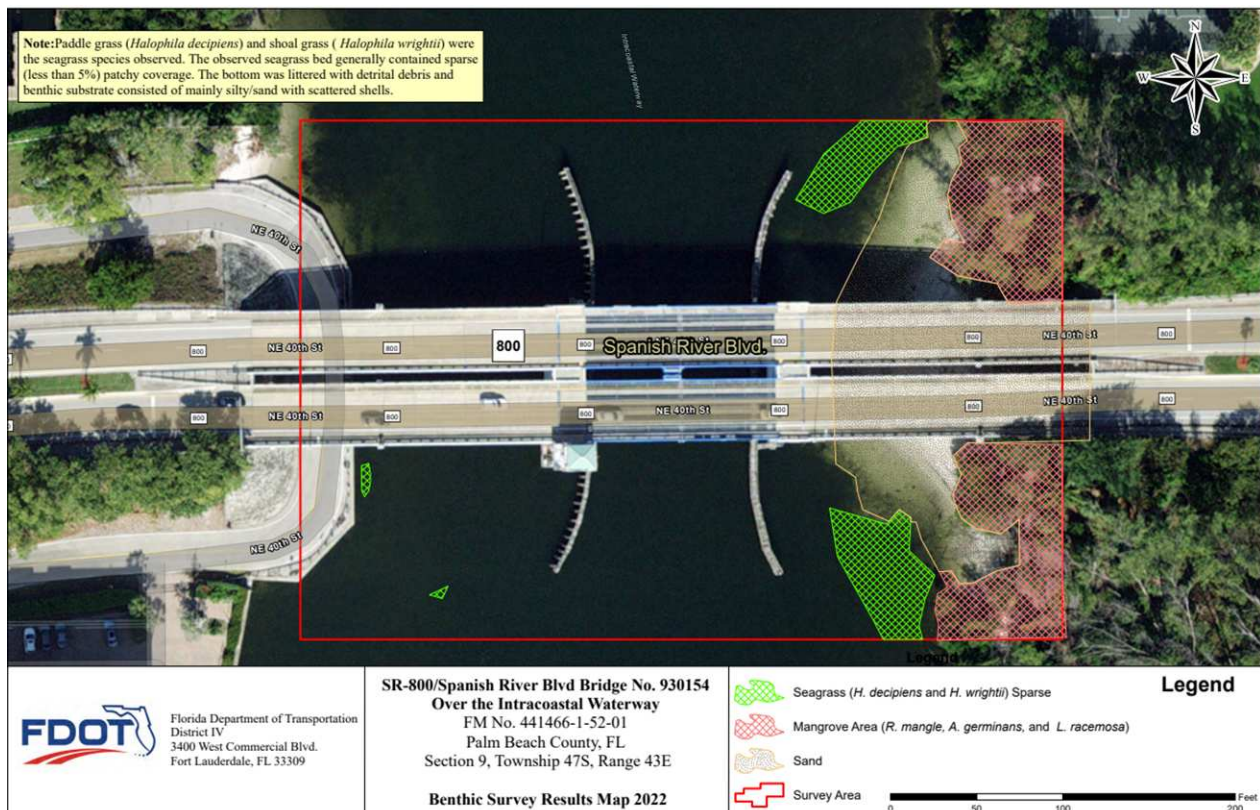 Note:Paddle grass (Halophila decipiens) and shoal grass ( Halophila wrightii) were
the seagrass species observed. The observed seagrass bed generally contained sparse
(less than 5%) patchy coverage. The bottom was littered with detrital debris and
benthic substrate consisted of mainly silty/sand with scattered shells.
Intracoastal Waterway
N
W E
S
NE 40th St
NE 40th St
800
800
800
Spanish River Blvd.
800
800
NE 40th St
800
800
NE 40th St
800
800
NE 40th St
800
800
NE 40th St
800
800
NE 40th St
800
NE 40th St
Legend
FDOT
Florida Department of Transportation
District IV
3400 West Commercial Blvd.
Fort Lauderdale, FL 33309
SR-800/Spanish River Blvd Bridge No. 930154
Over the Intracoastal Waterway
FM No. 441466-1-52-01
Palm Beach County, FL
Section 9, Township 47S, Range 43E
Benthic Survey Results Map 2022
Legend
Seagrass (H. decipiens and H. wrightii) Sparse
Mangrove Area (R. mangle, A. germinans, and L. racemosa)
Sand
Survey Area
Feet
0 50 100 200